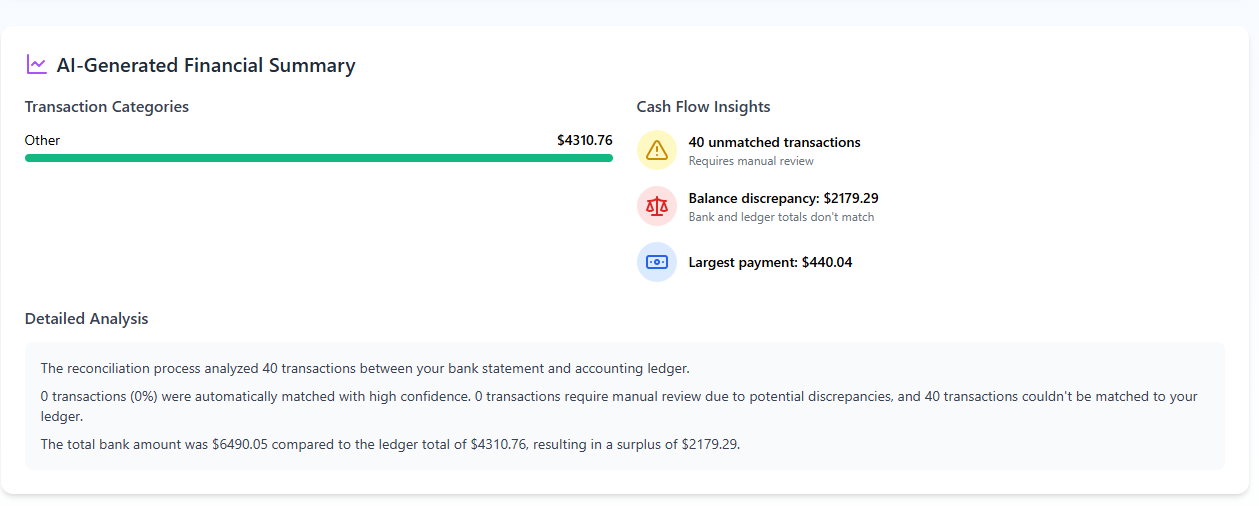 AI-Generated Financial Summary
Transaction Categories
Other $4310.76
Cash Flow Insights
40 unmatched transactions
Requires manual review
Balance discrepancy: $2179.29
Bank and ledger totals don't match
Largest payment: $440.04
Detailed Analysis
The reconciliation process analyzed 40 transactions between your bank statement and accounting ledger.
0 transactions (0%) were automatically matched with high confidence. 0 transactions require manual review due to potential discrepancies, and 40 transactions couldn't be matched to your
ledger.
The total bank amount was $6490.05 compared to the ledger total of $4310.76, resulting in a surplus of $2179.29.